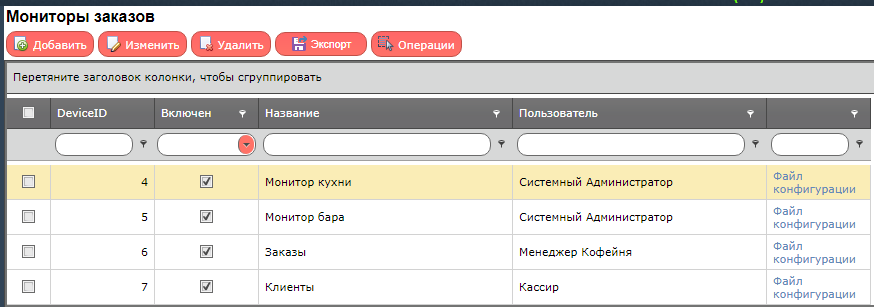 Мониторы заказов
Добавить Изменить Удалить Экспорт Операции
Перетяните заголовок колонки, чтобы сгруппировать
DeviceID Включен Название Пользователь
4 Монитор кухни Системный Администратор Файл
конфигурации
5 Монитор бара Системный Администратор Файл
конфигурации
6 Заказы Менеджер Кофейня Файл
конфигурации
7 Клиенты Кассир Файл
конфигурации